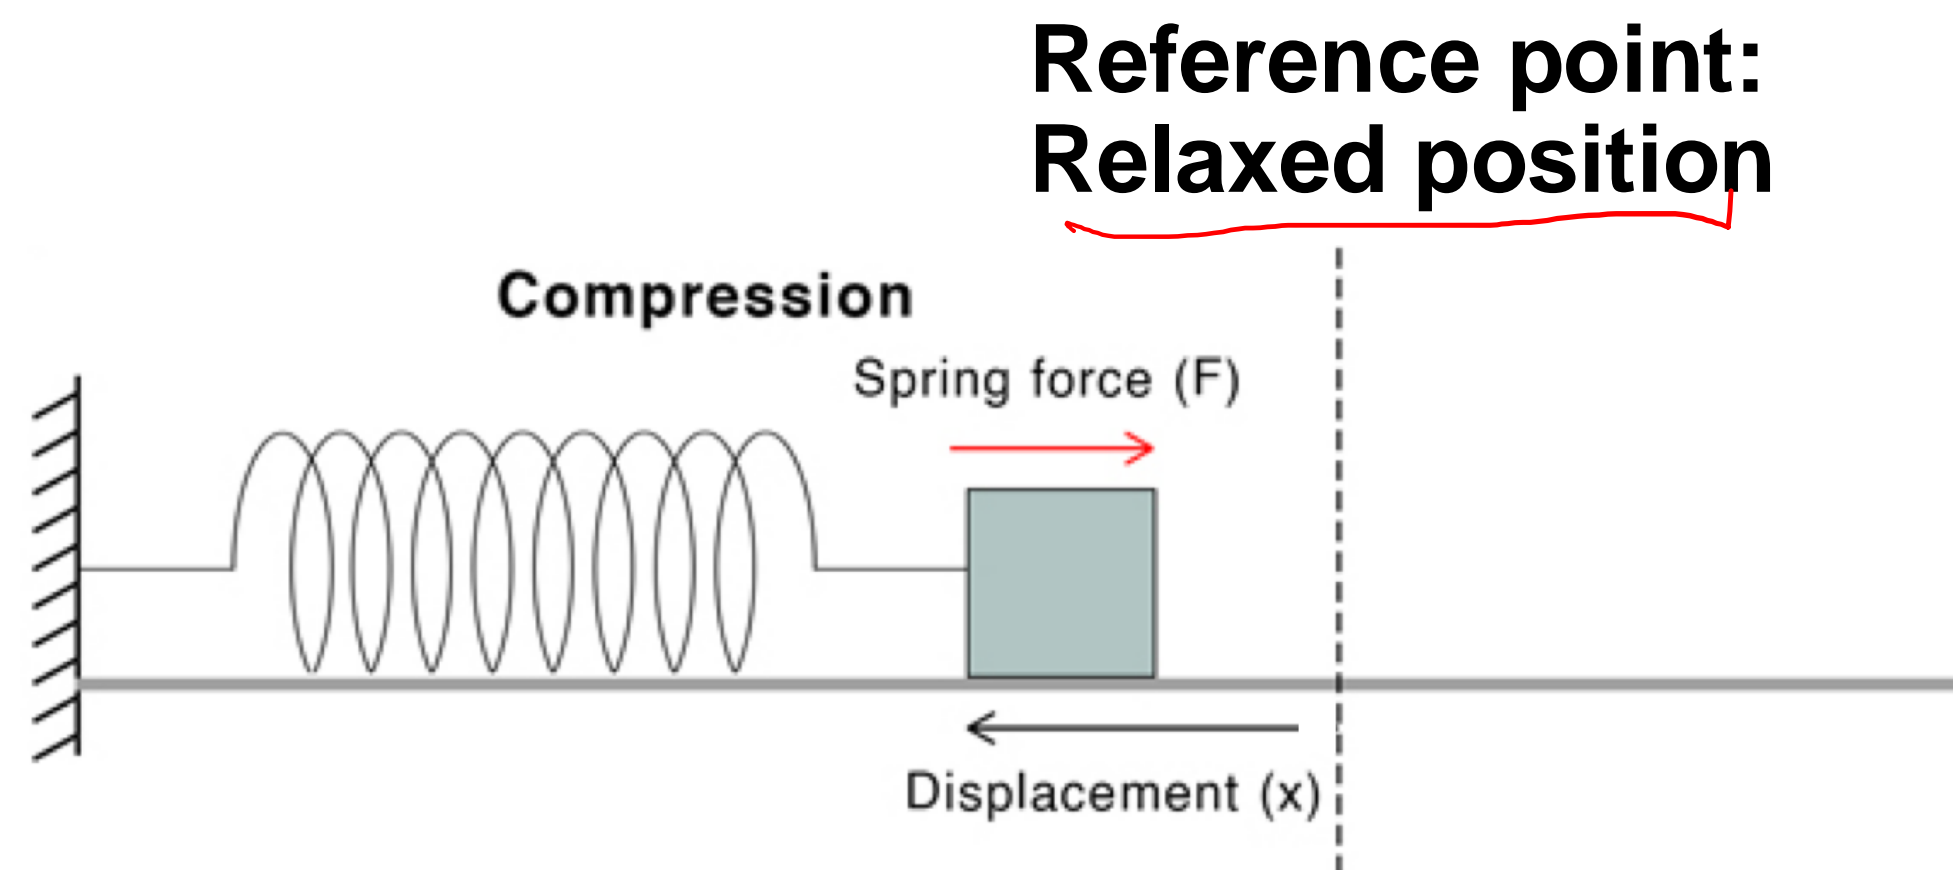 Reference point:
Relaxed position
Compression
Spring force (F)
Displacement (x)